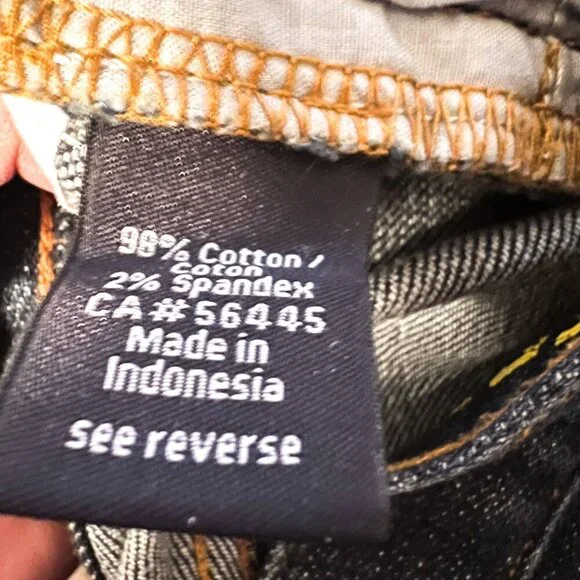 98% Cotton /
Coton
2% Spandex
CA# 56445
Made in
Indonesia
see reverse